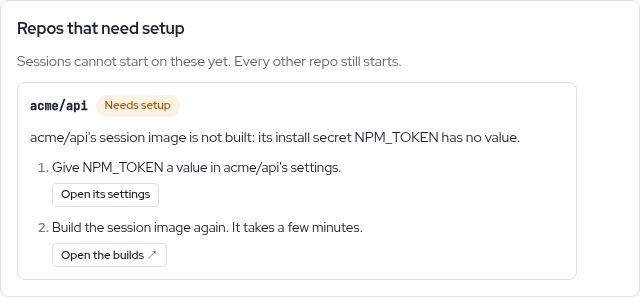 Repos that need setup
Sessions cannot start on these yet. Every other repo still starts.
acme/api Needs setup
acme/api's session image is not built: its install secret NPM_TOKEN has no value.
1. Give NPM_TOKEN a value in acme/api's settings.
Open its settings
2. Build the session image again. It takes a few minutes.
Open the builds ↗